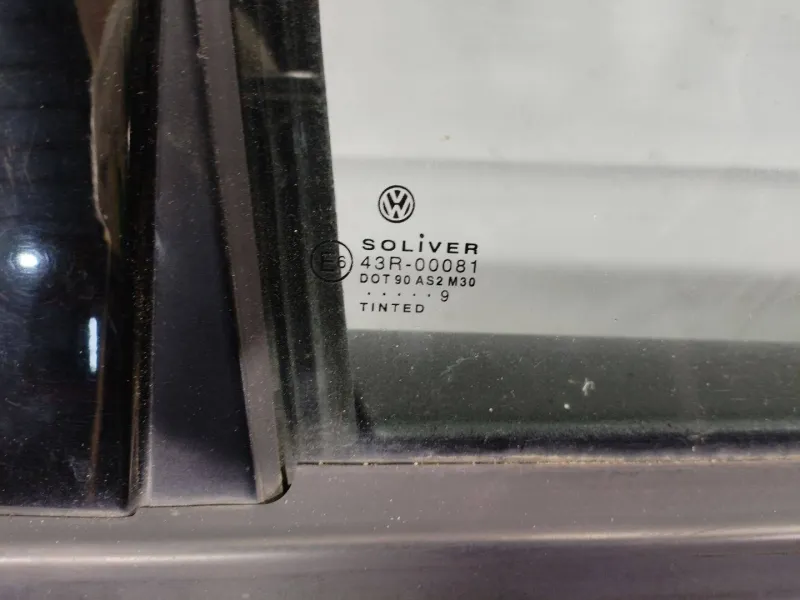 SOLiVER
E6 43R-00081
DOT 90 AS2 M30
. . . . . 9
TINTED